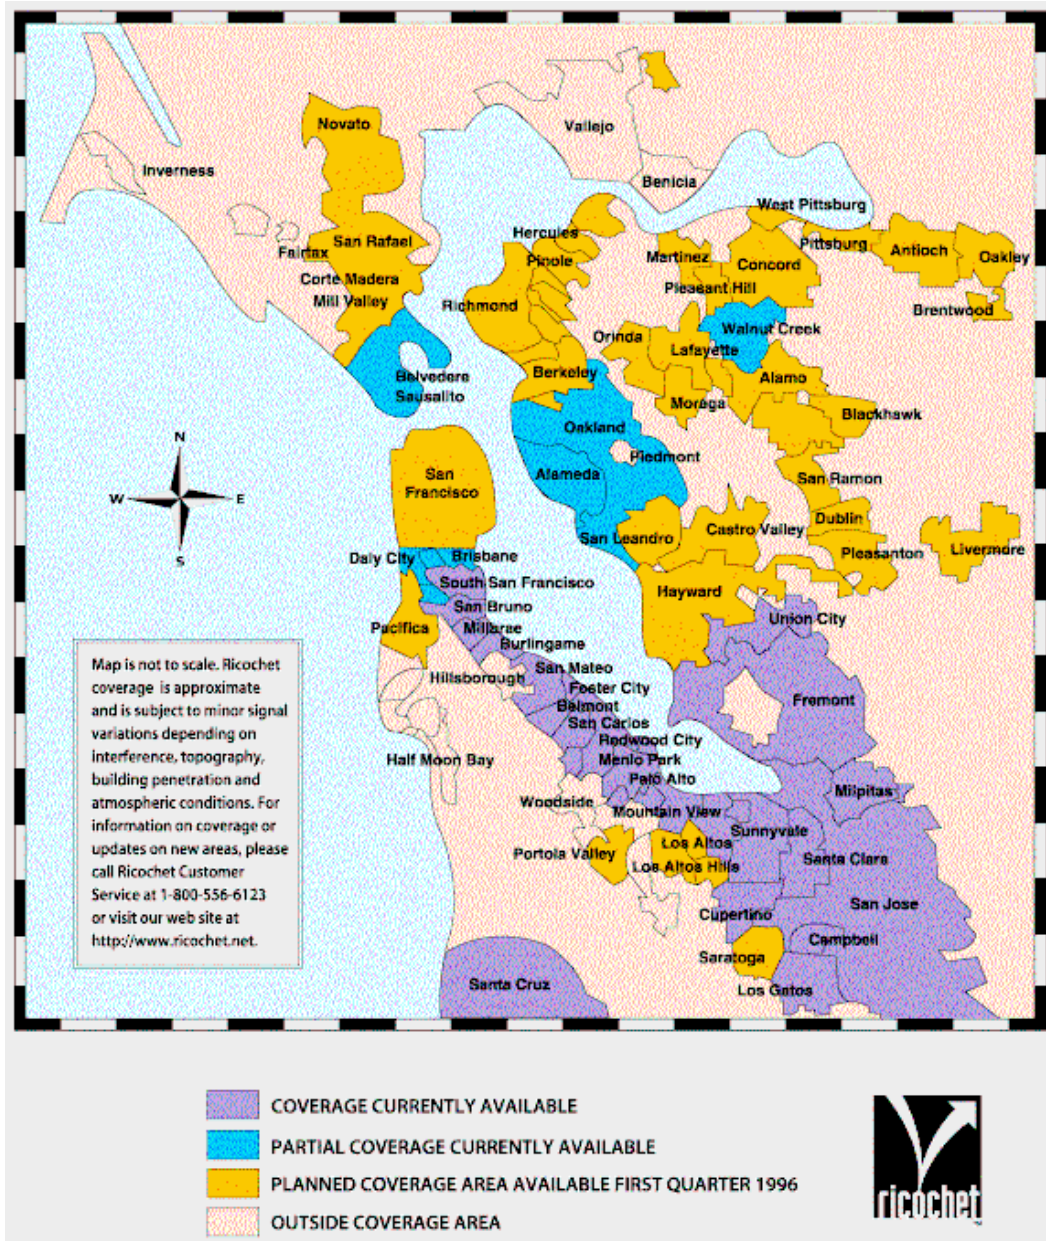 Novato
Vallejo
Inverness
Benicia
West Pittsburg
Hercules
Fairfax
San Rafael
Pinole
Martinez
Pittsburg
Antioch
Oakley
Concord
Corte Madera
Pleasant Hill
Mill Valley
Richmond
Brentwood
Orinda
Walnut Creek
Lafayette
Belvedere
Sausalito
Berkeley
Alamo
Moraga
Blackhawk
Oakland
Piedmont
N
W
E
S
San
Francisco
Alameda
San Ramon
Dublin
San Leandro
Castro Valley
Pleasanton
Livermore
Daly City
Brisbane
South San Francisco
Hayward
San Bruno
Union City
Pacifica
Millbrae
Burlingame
San Mateo
Hillsborough
Foster City
Belmont
Fremont
San Carlos
Redwood City
Half Moon Bay
Menlo Park
Palo Alto
Milpitas
Woodside
Mountain View
Sunnyvale
Los Altos
Portola Valley
Los Altos Hills
Santa Clara
San Jose
Cupertino
Campbell
Saratoga
Los Gatos
Santa Cruz
Map is not to scale. Ricochet
coverage is approximate
and is subject to minor signal
variations depending on
interference, topography,
building penetration and
atmospheric conditions. For
information on coverage or
updates on new areas, please
call Ricochet Customer
Service at 1-800-556-6123
or visit our web site at
http://www.ricochet.net.
COVERAGE CURRENTLY AVAILABLE
PARTIAL COVERAGE CURRENTLY AVAILABLE
PLANNED COVERAGE AREA AVAILABLE FIRST QUARTER 1996
OUTSIDE COVERAGE AREA
ricochet